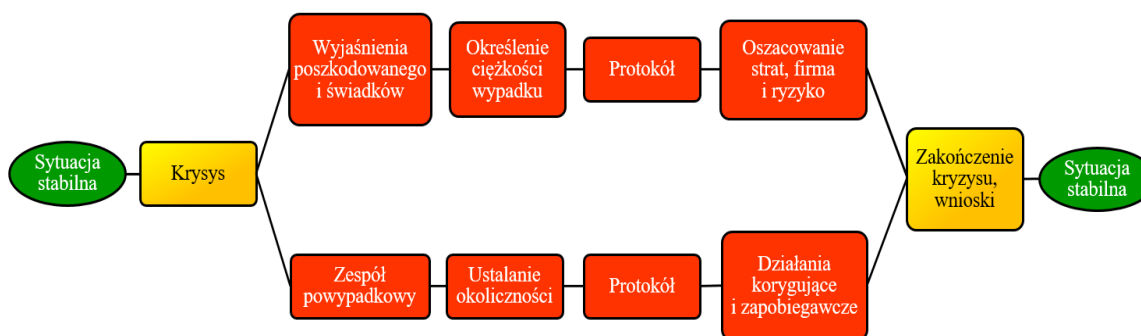 Sytuacja
stabilna
Krysys
Wyjaśnienia
poszkodowanego
i świadków
Określenie
ciężkości
wypadku
Protokół
Oszacowanie
strat, firma
i ryzyko
Zespół
powypadkowy
Ustalanie
okoliczności
Protokół
Działania
korygujące
i zapobiegawcze
Zakończenie
kryzysu,
wnioski
Sytuacja
stabilna